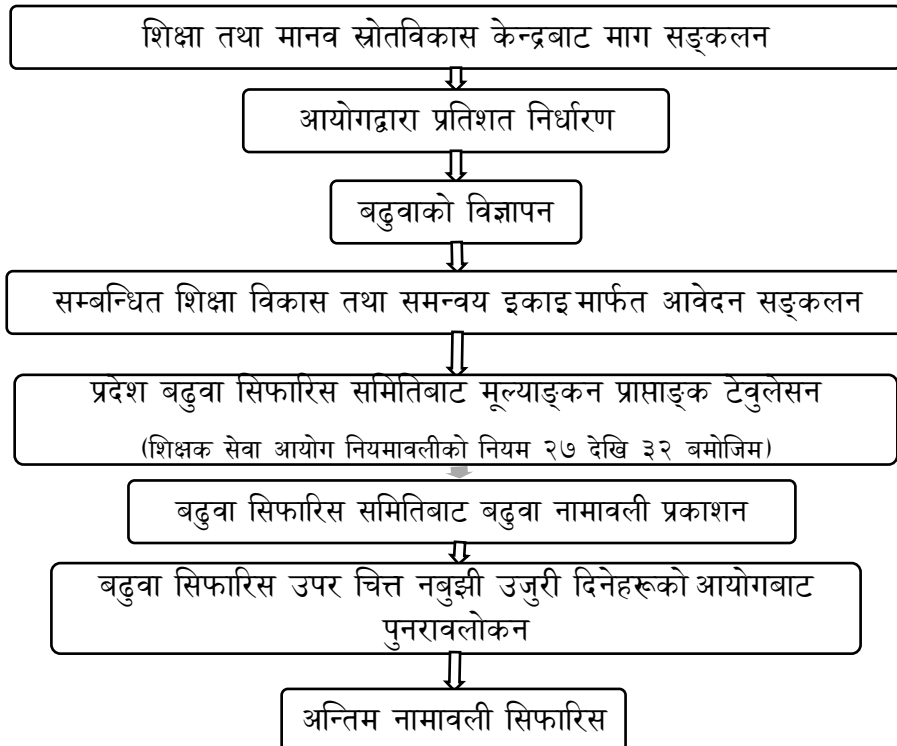 शिक्षा तथा मानव स्रोतविकास केन्द्रबाट माग सङ्कलन
आयोगद्वारा प्रतिशत निर्धारण
बढुवाको विज्ञापन
सम्बन्धित शिक्षा विकास तथा समन्वय इकाइ मार्फत आवेदन सङ्कलन
प्रदेश बढुवा सिफारिस समितिबाट मूल्याङ्कन प्राप्ताङ्क टेवुलेसन
(शिक्षक सेवा आयोग नियमावलीको नियम २७ देखि ३२ बमोजिम)
बढुवा सिफारिस समितिबाट बढुवा नामावली प्रकाशन
बढुवा सिफारिस उपर चित्त नबुझी उजुरी दिनेहरूको आयोगबाट
पुनरावलोकन
अन्तिम नामावली सिफारिस